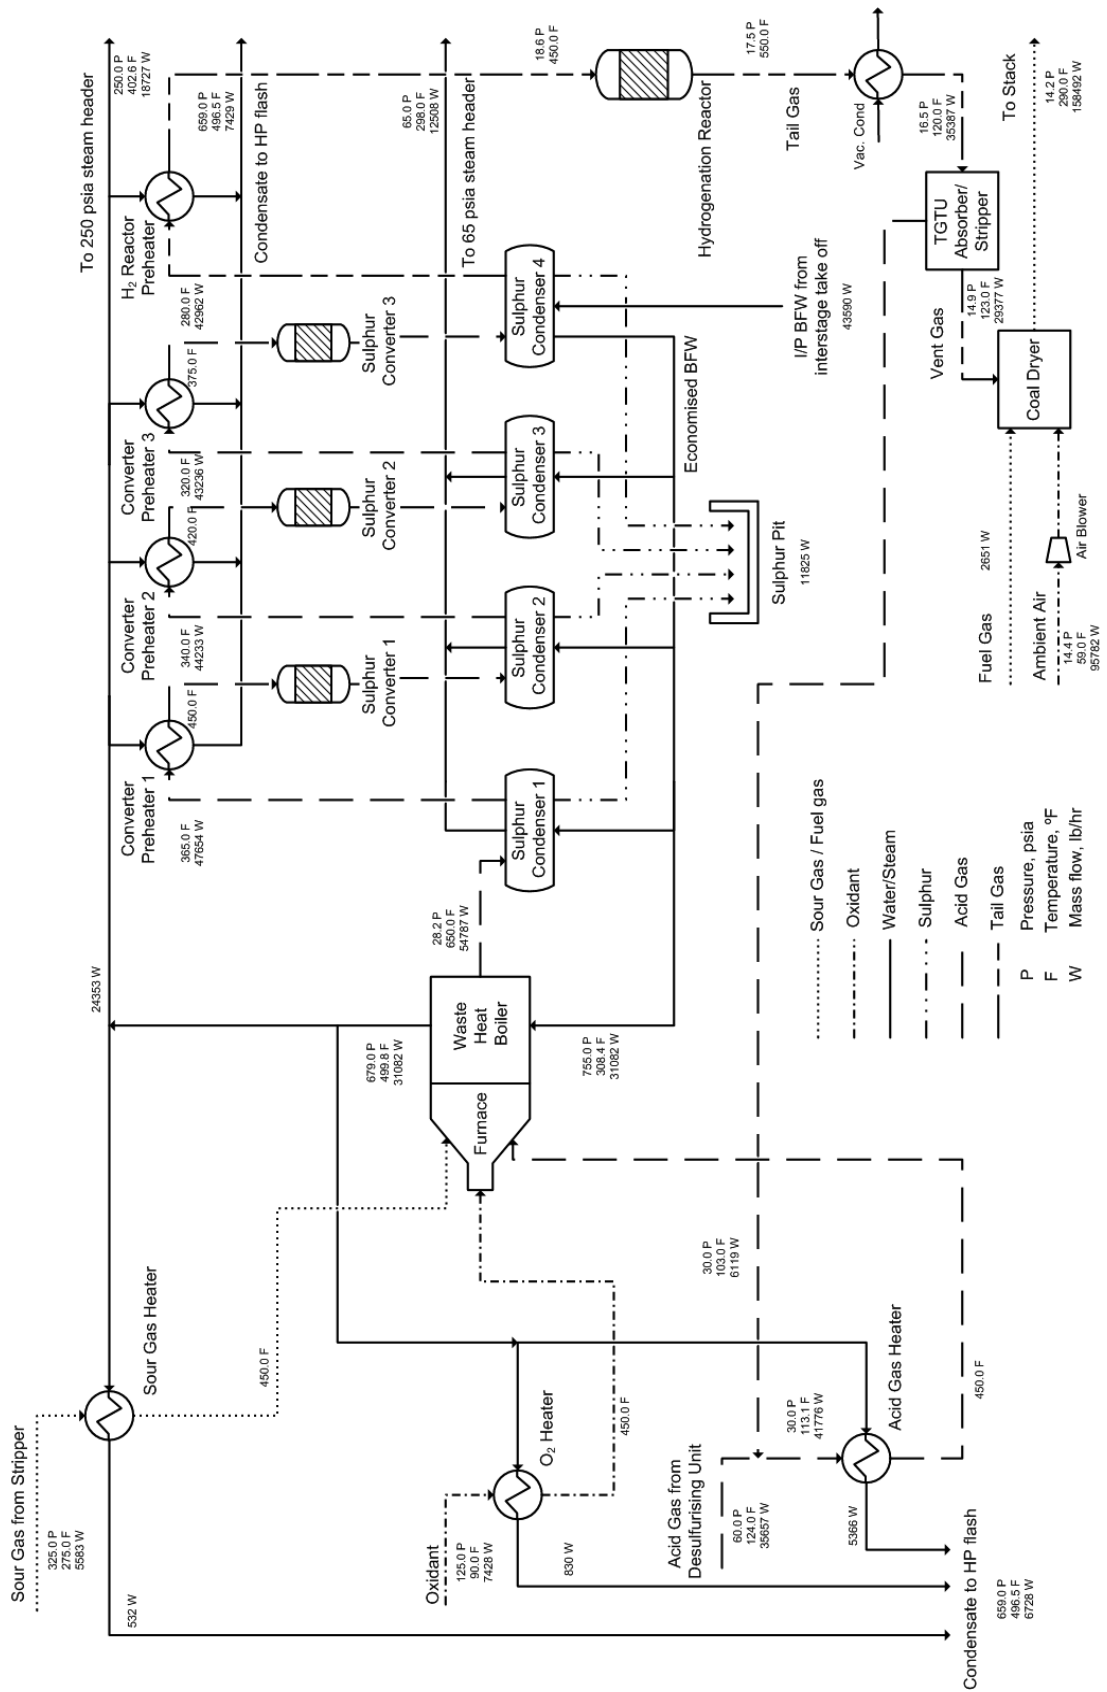 Sour Gas from Stripper
325.0 P
275.0 F
5583 W
532 W
Sour Gas Heater
450.0 F
24353 W
Oxidant
125.0 P
90.0 F
7428 W
830 W
O2 Heater
450.0 F
Acid Gas from
Desulfurising Unit
60.0 P
124.0 F
35657 W
30.0 P
113.1 F
41776 W
5366 W
Acid Gas Heater
450.0 F
Condensate to HP flash
659.0 P
496.5 F
6728 W
30.0 P
103.0 F
6119 W
Furnace
Waste
Heat
Boiler
679.0 P
499.8 F
31082 W
755.0 P
308.4 F
31082 W
28.2 P
650.0 F
54787 W
Converter
Preheater 1
365.0 F
47654 W
450.0 F
Converter
Preheater 2
340.0 F
44233 W
420.0 F
Converter
Preheater 3
320.0 F
43236 W
375.0 F
H2 Reactor
Preheater
280.0 F
42962 W
To 250 psia steam header
250.0 P
402.6 F
18727 W
Condensate to HP flash
659.0 P
496.5 F
7429 W
To 65 psia steam header
65.0 P
298.0 F
12508 W
Sulphur
Converter 1
Sulphur
Converter 2
Sulphur
Converter 3
Sulphur
Condenser 1
Sulphur
Condenser 2
Sulphur
Condenser 3
Sulphur
Condenser 4
Economised BFW
I/P BFW from
interstage take off
43590 W
Sulphur Pit
11825 W
18.6 P
450.0 F
Hydrogenation Reactor
17.5 P
550.0 F
Tail Gas
Vac. Cond
16.5 P
120.0 F
35387 W
TGTU
Absorber/
Stripper
14.9 P
123.0 F
29377 W
Vent Gas
Coal Dryer
To Stack
14.2 P
290.0 F
158492 W
Fuel Gas
2651 W
Ambient Air
14.4 P
59.0 F
95782 W
Air Blower
Sour Gas / Fuel gas
Oxidant
Water/Steam
Sulphur
Acid Gas
Tail Gas
P Pressure, psia
F Temperature, ºF
W Mass flow, lb/hr